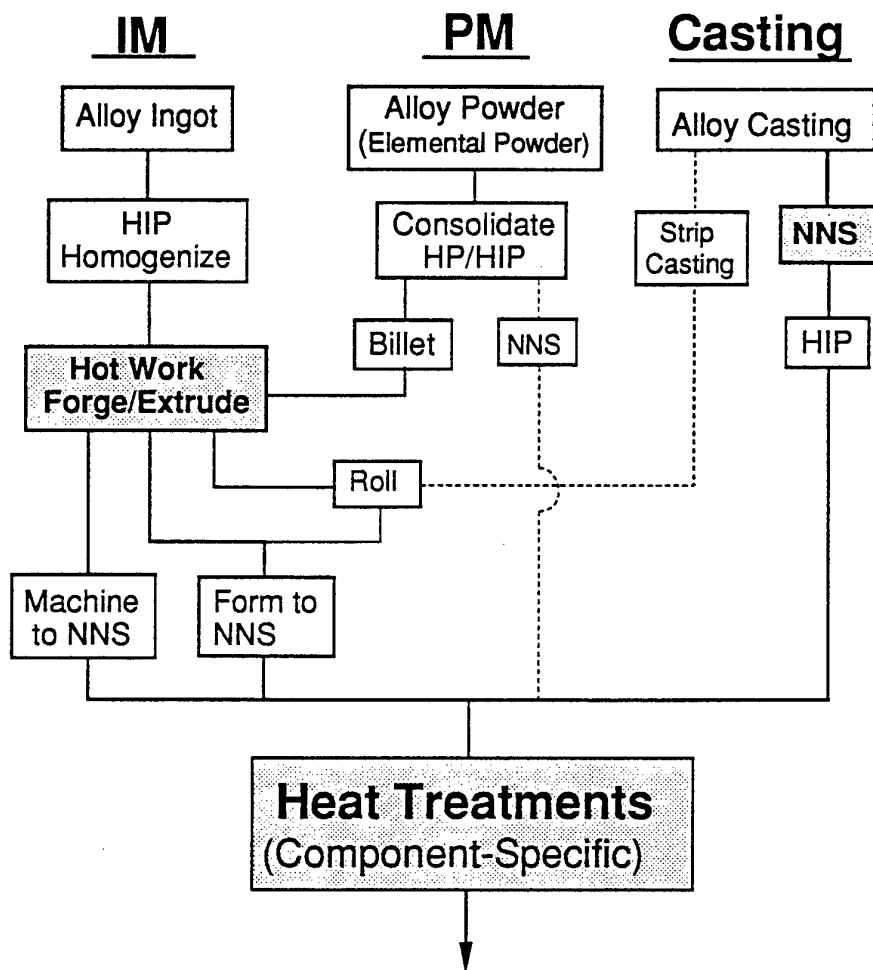 IM
PM
Casting
Alloy Ingot
Alloy Powder
(Elemental Powder)
Alloy Casting
HIP
Homogenize
Consolidate
HP/HIP
Strip
Casting
NNS
Billet
NNS
HIP
Hot Work
Forge/Extrude
Roll
Machine
to NNS
Form to
NNS
Heat Treatments
(Component-Specific)